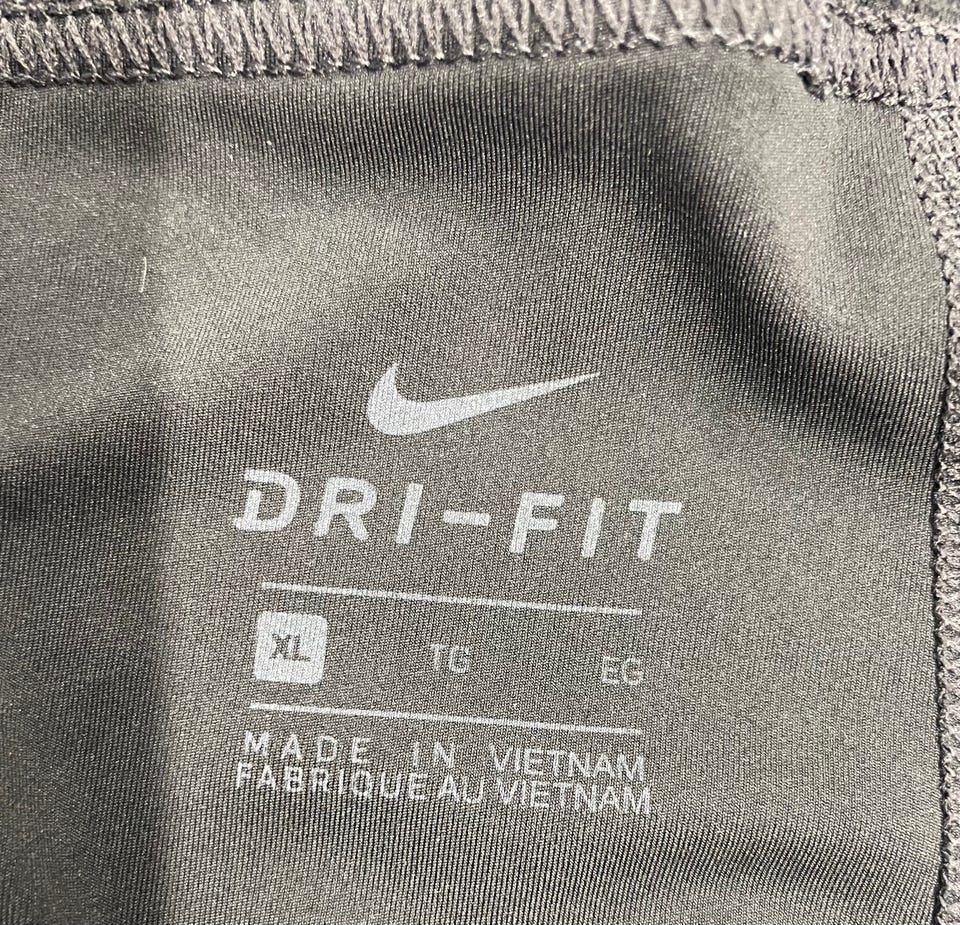 DRI-FIT
XL TG EG
MADE IN VIETNAM
FABRIQUE AU VIETNAM